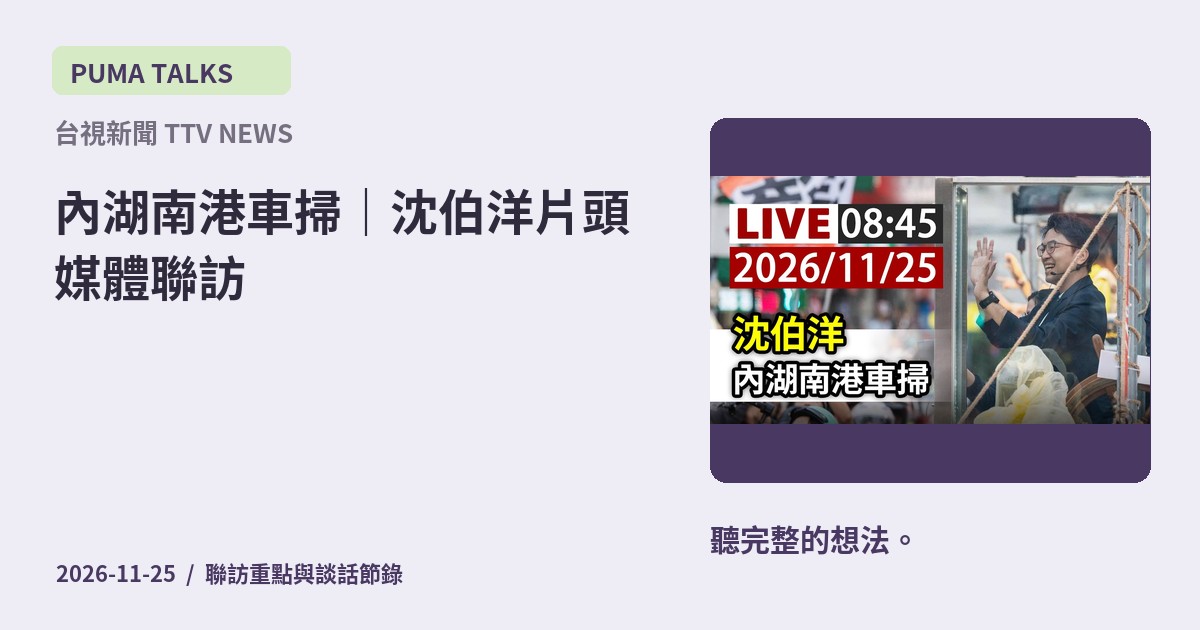 PUMA TALKS
台視新聞 TTV NEWS
內湖南港車掃｜沈伯洋片頭
媒體聯訪
LIVE 08:45
2026/11/25
沈伯洋
內湖南港車掃
聽完整的想法。
2026-11-25 / 聯訪重點與談話節錄